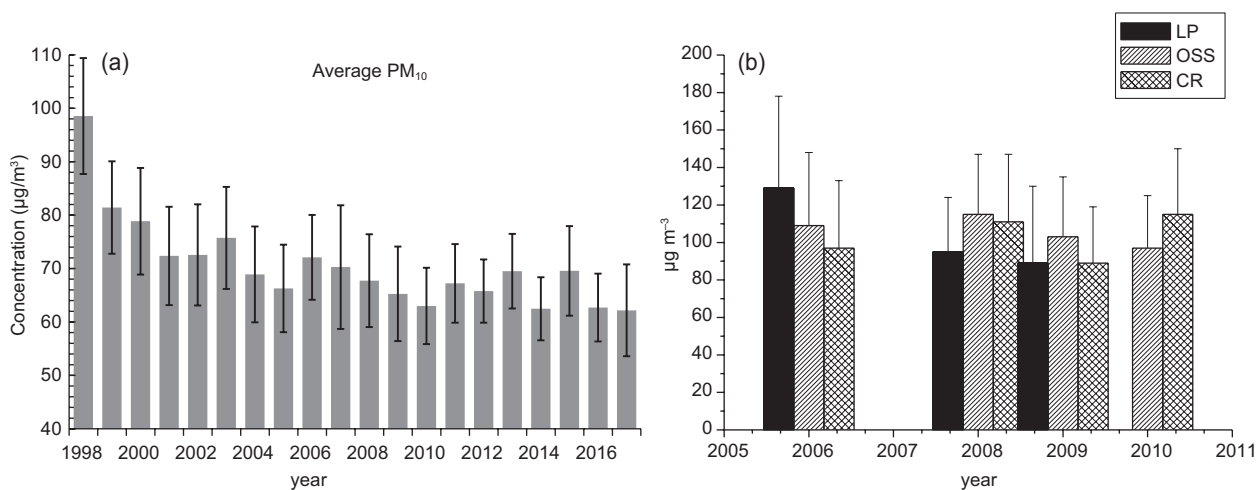 (a)
Average PM₁₀
Concentration (µg/m³)
110
100
90
80
70
60
50
40
1998 2000 2002 2004 2006 2008 2010 2012 2014 2016
year
(b)
LP
OSS
CR
µg m⁻³
200
180
160
140
120
100
80
60
40
20
0
2005 2006 2007 2008 2009 2010 2011
year